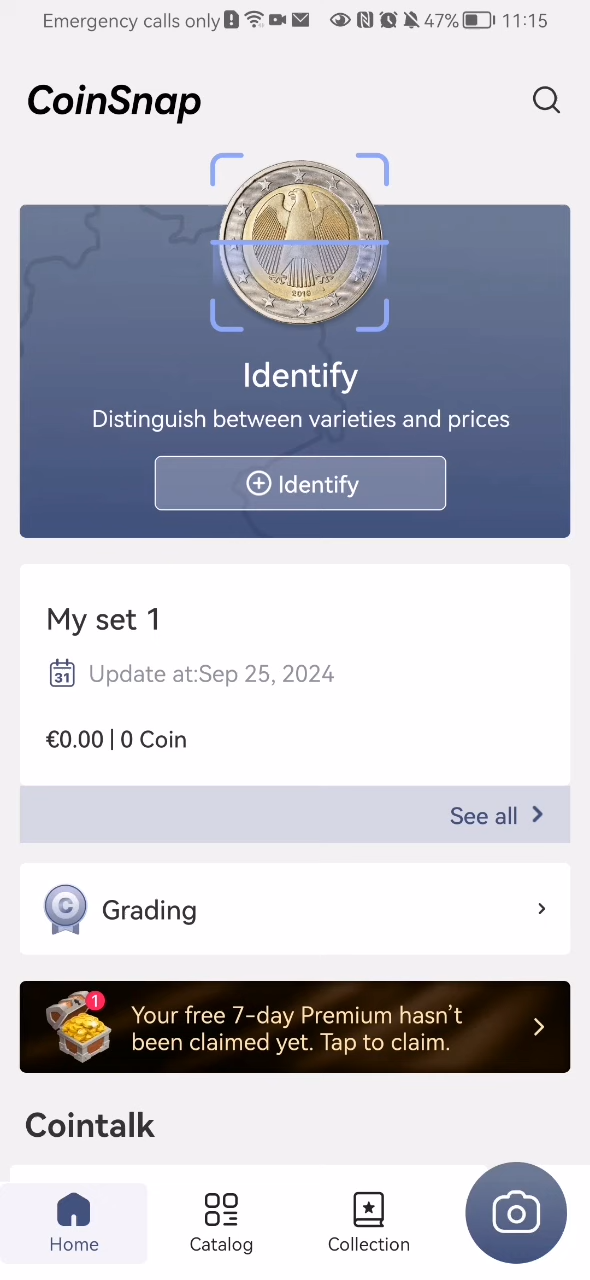 Emergency calls only 47% 11:15
CoinSnap
2016
Identify
Distinguish between varieties and prices
Identify
My set 1
31 Update at:Sep 25, 2024
€0.00 | 0 Coin
See all
C Grading
1
Your free 7-day Premium hasn't
been claimed yet. Tap to claim.
Cointalk
Home Catalog Collection